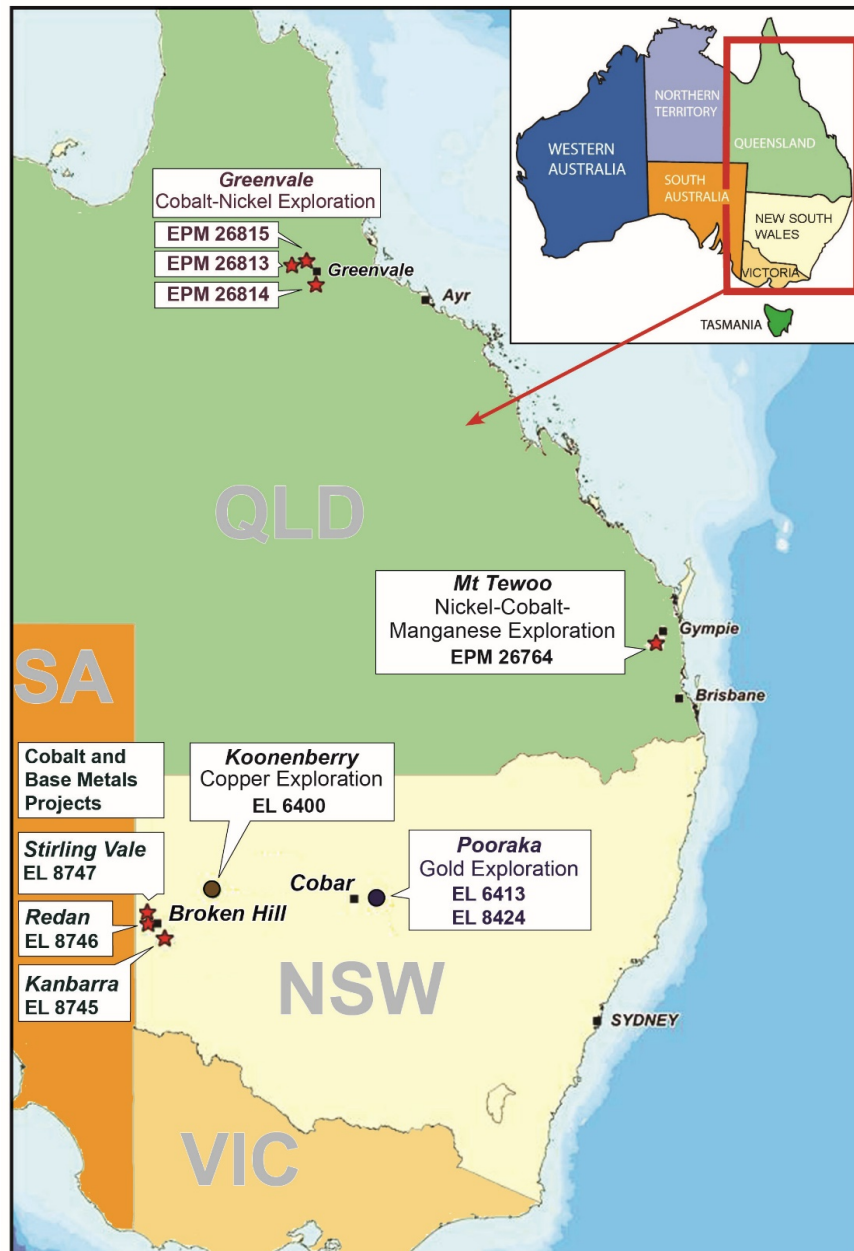 WESTERN
AUSTRALIA
NORTHERN
TERRITORY
QUEENSLAND
SOUTH
AUSTRALIA
NEW SOUTH
WALES
VICTORIA
TASMANIA
Greenvale
Cobalt-Nickel Exploration
EPM 26815
EPM 26813
EPM 26814
Greenvale
Ayr
QLD
Mt Tewoo
Nickel-Cobalt-
Manganese Exploration
EPM 26764
Gympie
Brisbane
SA
Cobalt and
Base Metals
Projects
Koonenberry
Copper Exploration
EL 6400
Stirling Vale
EL 8747
Redan
EL 8746
Kanbarra
EL 8745
Broken Hill
Cobar
Pooraka
Gold Exploration
EL 6413
EL 8424
NSW
SYDNEY
VIC